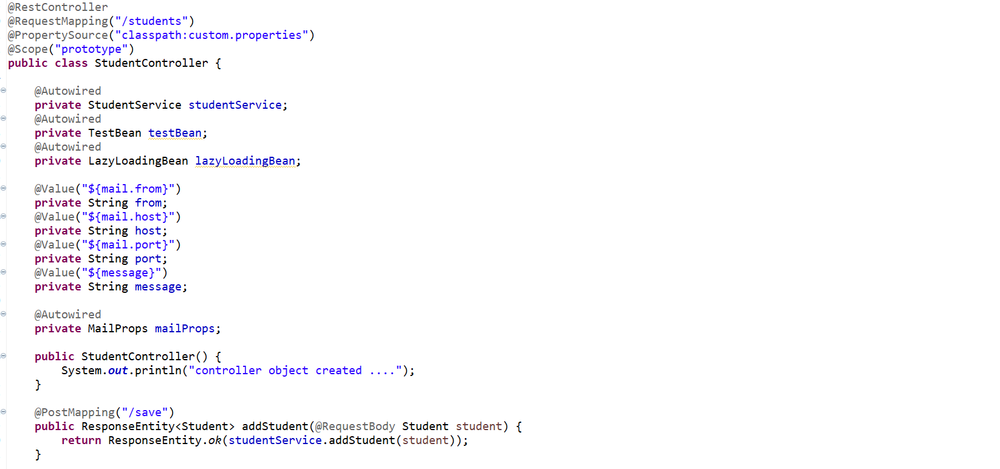 @RestController
@RequestMapping("/students")
@PropertySource("classpath:custom.properties")
@Scope("prototype")
public class StudentController {
@Autowired
private StudentService studentService;
@Autowired
private TestBean testBean;
@Autowired
private LazyLoadingBean lazyLoadingBean;
@Value("${mail.from}")
private String from;
@Value("${mail.host}")
private String host;
@Value("${mail.port}")
private String port;
@Value("${message}")
private String message;
@Autowired
private MailProps mailProps;
public StudentController() {
System.out.println("controller object created ....");
}
@PostMapping("/save")
public ResponseEntity<Student> addStudent(@RequestBody Student student) {
return ResponseEntity.ok(studentService.addStudent(student));
}